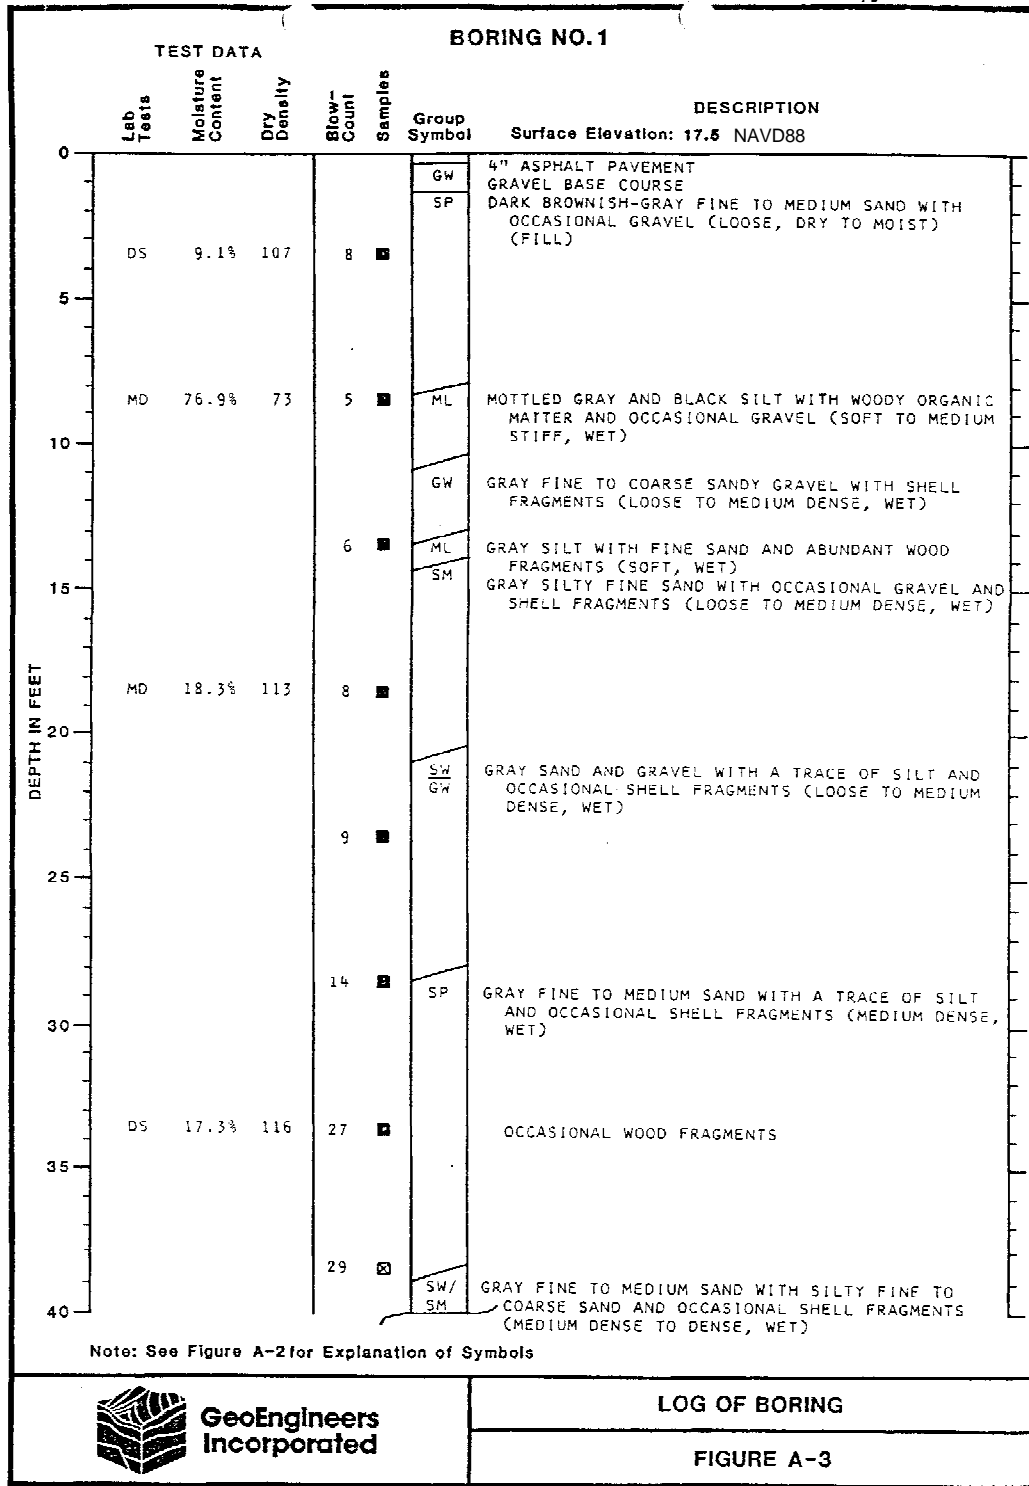 BORING NO.1
TEST DATA
Lab Tests
Moisture Content
Dry Density
Blow-Count
Samples
Group Symbol
DESCRIPTION
Surface Elevation: 17.5 NAVD88
0
GW
4" ASPHALT PAVEMENT
GRAVEL BASE COURSE
SP DARK BROWNISH-GRAY FINE TO MEDIUM SAND WITH
OCCASIONAL GRAVEL (LOOSE, DRY TO MOIST)
(FILL)
DS 9.1% 107 8
5
MD 76.9% 73 5 ML MOTTLED GRAY AND BLACK SILT WITH WOODY ORGANIC
MATTER AND OCCASIONAL GRAVEL (SOFT TO MEDIUM
STIFF, WET)
10
GW GRAY FINE TO COARSE SANDY GRAVEL WITH SHELL
FRAGMENTS (LOOSE TO MEDIUM DENSE, WET)
6 ML GRAY SILT WITH FINE SAND AND ABUNDANT WOOD
FRAGMENTS (SOFT, WET)
SM
GRAY SILTY FINE SAND WITH OCCASIONAL GRAVEL AND
15
SHELL FRAGMENTS (LOOSE TO MEDIUM DENSE, WET)
DEPTH IN FEET
MD 18.3% 113 8
20
SW GRAY SAND AND GRAVEL WITH A TRACE OF SILT AND
GW OCCASIONAL SHELL FRAGMENTS (LOOSE TO MEDIUM
DENSE, WET)
9
25
14
SP GRAY FINE TO MEDIUM SAND WITH A TRACE OF SILT
AND OCCASIONAL SHELL FRAGMENTS (MEDIUM DENSE,
30
WET)
DS 17.3% 116 27 OCCASIONAL WOOD FRAGMENTS
35
29
SW/ GRAY FINE TO MEDIUM SAND WITH SILTY FINE TO
40 SM COARSE SAND AND OCCASIONAL SHELL FRAGMENTS
(MEDIUM DENSE TO DENSE, WET)
Note: See Figure A-2 for Explanation of Symbols
GeoEngineers
Incorporated
LOG OF BORING
FIGURE A-3